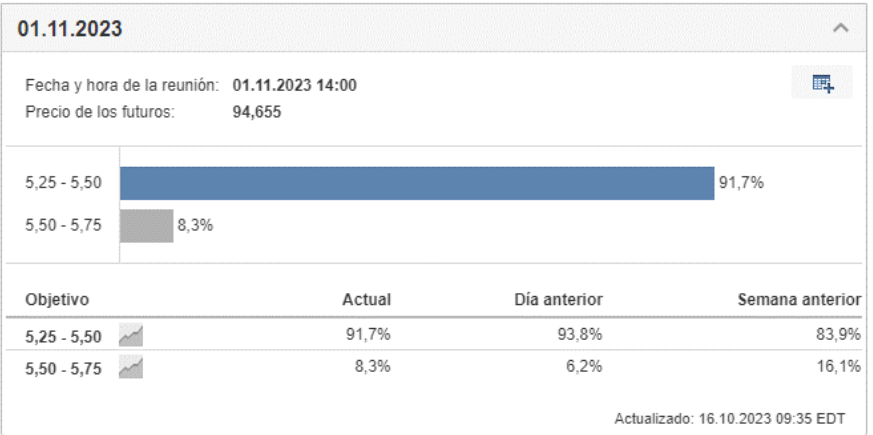 01.11.2023
Fecha y hora de la reunión: 01.11.2023 14:00
Precio de los futuros: 94,655
5,25 - 5,50 91,7%
5,50 - 5,75 8,3%
Objetivo Actual Día anterior Semana anterior
5,25 - 5,50 91,7% 93,8% 83,9%
5,50 - 5,75 8,3% 6,2% 16,1%
Actualizado: 16.10.2023 09:35 EDT